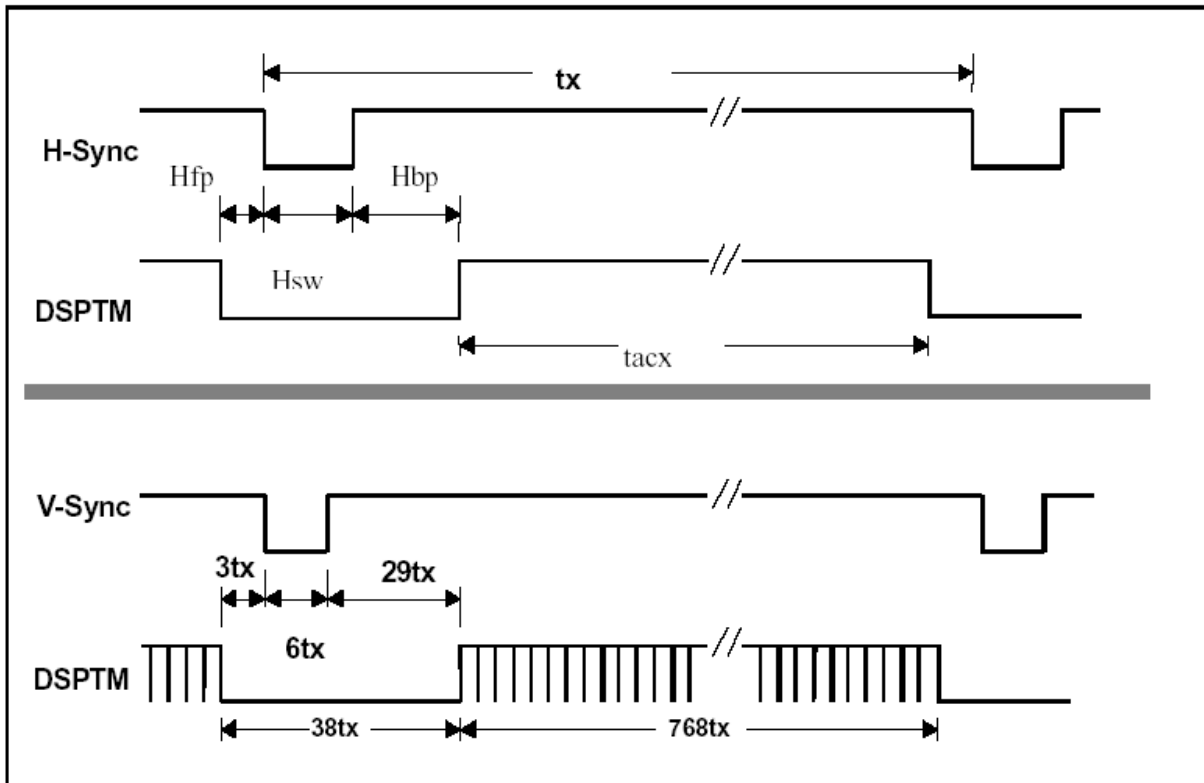 tx
H-Sync
Hfp
Hbp
Hsw
DSPTM
tacx
V-Sync
3tx
29tx
6tx
DSPTM
38tx
768tx